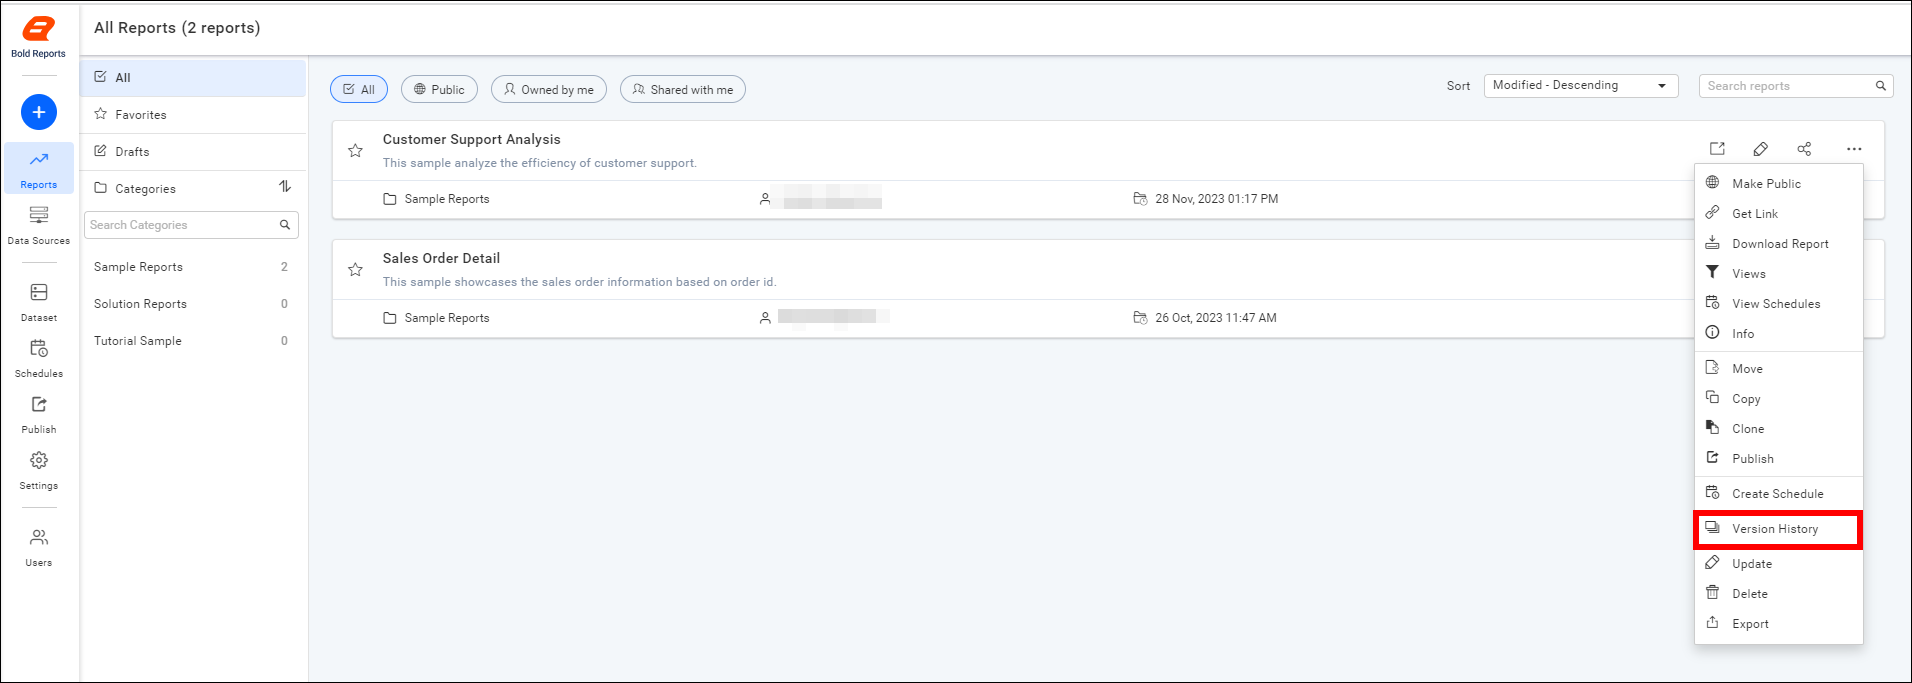 Bold Reports
Reports
Data Sources
Dataset
Schedules
Publish
Settings
Users
All Reports (2 reports)
All
Favorites
Drafts
Categories
Search Categories
Sample Reports 2
Solution Reports 0
Tutorial Sample 0
All Public Owned by me Shared with me
Sort Modified - Descending Search reports
Customer Support Analysis
This sample analyze the efficiency of customer support.
Sample Reports 28 Nov, 2023 01:17 PM
Sales Order Detail
This sample showcases the sales order information based on order id.
Sample Reports 26 Oct, 2023 11:47 AM
Make Public
Get Link
Download Report
Views
View Schedules
Info
Move
Copy
Clone
Publish
Create Schedule
Version History
Update
Delete
Export